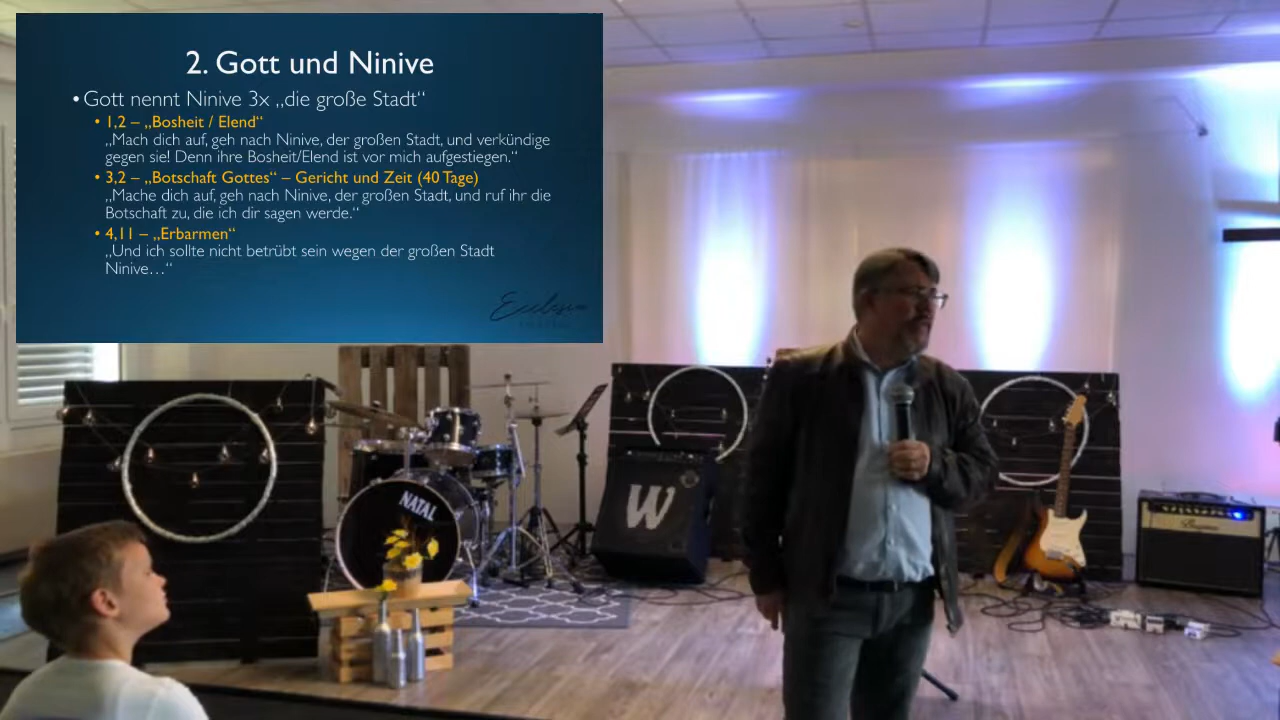 2. Gott und Ninive
• Gott nennt Ninive 3x „die große Stadt“
• 1,2 – „Bosheit / Elend“
„Mach dich auf, geh nach Ninive, der großen Stadt, und verkündige
gegen sie! Denn ihre Bosheit/Elend ist vor mich aufgestiegen.“
• 3,2 – „Botschaft Gottes“ – Gericht und Zeit (40 Tage)
„Mache dich auf, geh nach Ninive, der großen Stadt, und ruf ihr die
Botschaft zu, die ich dir sagen werde.“
• 4,11 – „Erbarmen“
„Und ich sollte nicht betrübt sein wegen der großen Stadt
Ninive…“
NATAL
W